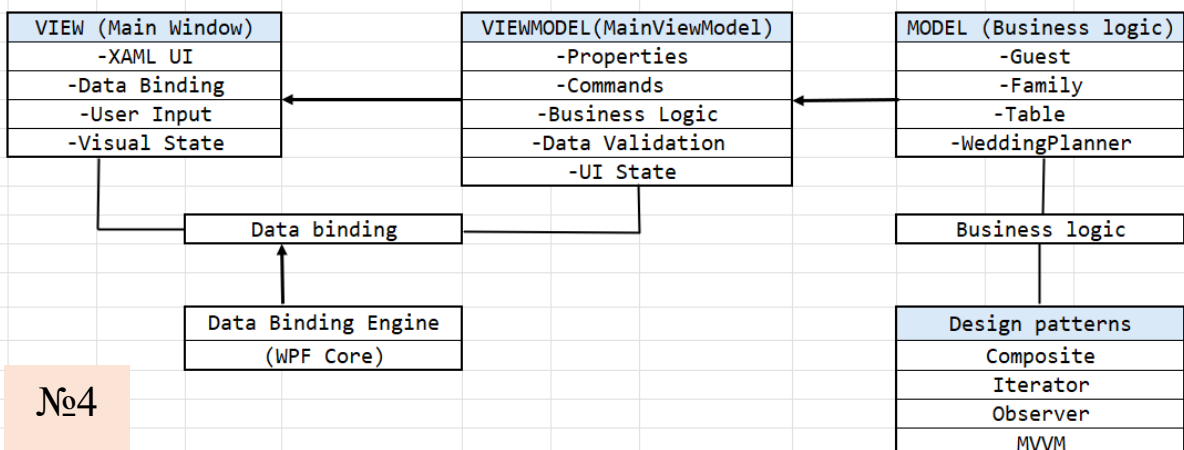 VIEW (Main Window)
-XAML UI
-Data Binding
-User Input
-Visual State
VIEWMODEL(MainViewModel)
-Properties
-Commands
-Business Logic
-Data Validation
-UI State
MODEL (Business logic)
-Guest
-Family
-Table
-WeddingPlanner
Data binding
Business logic
Data Binding Engine
(WPF Core)
Design patterns
Composite
Iterator
Observer
MVVM
№4